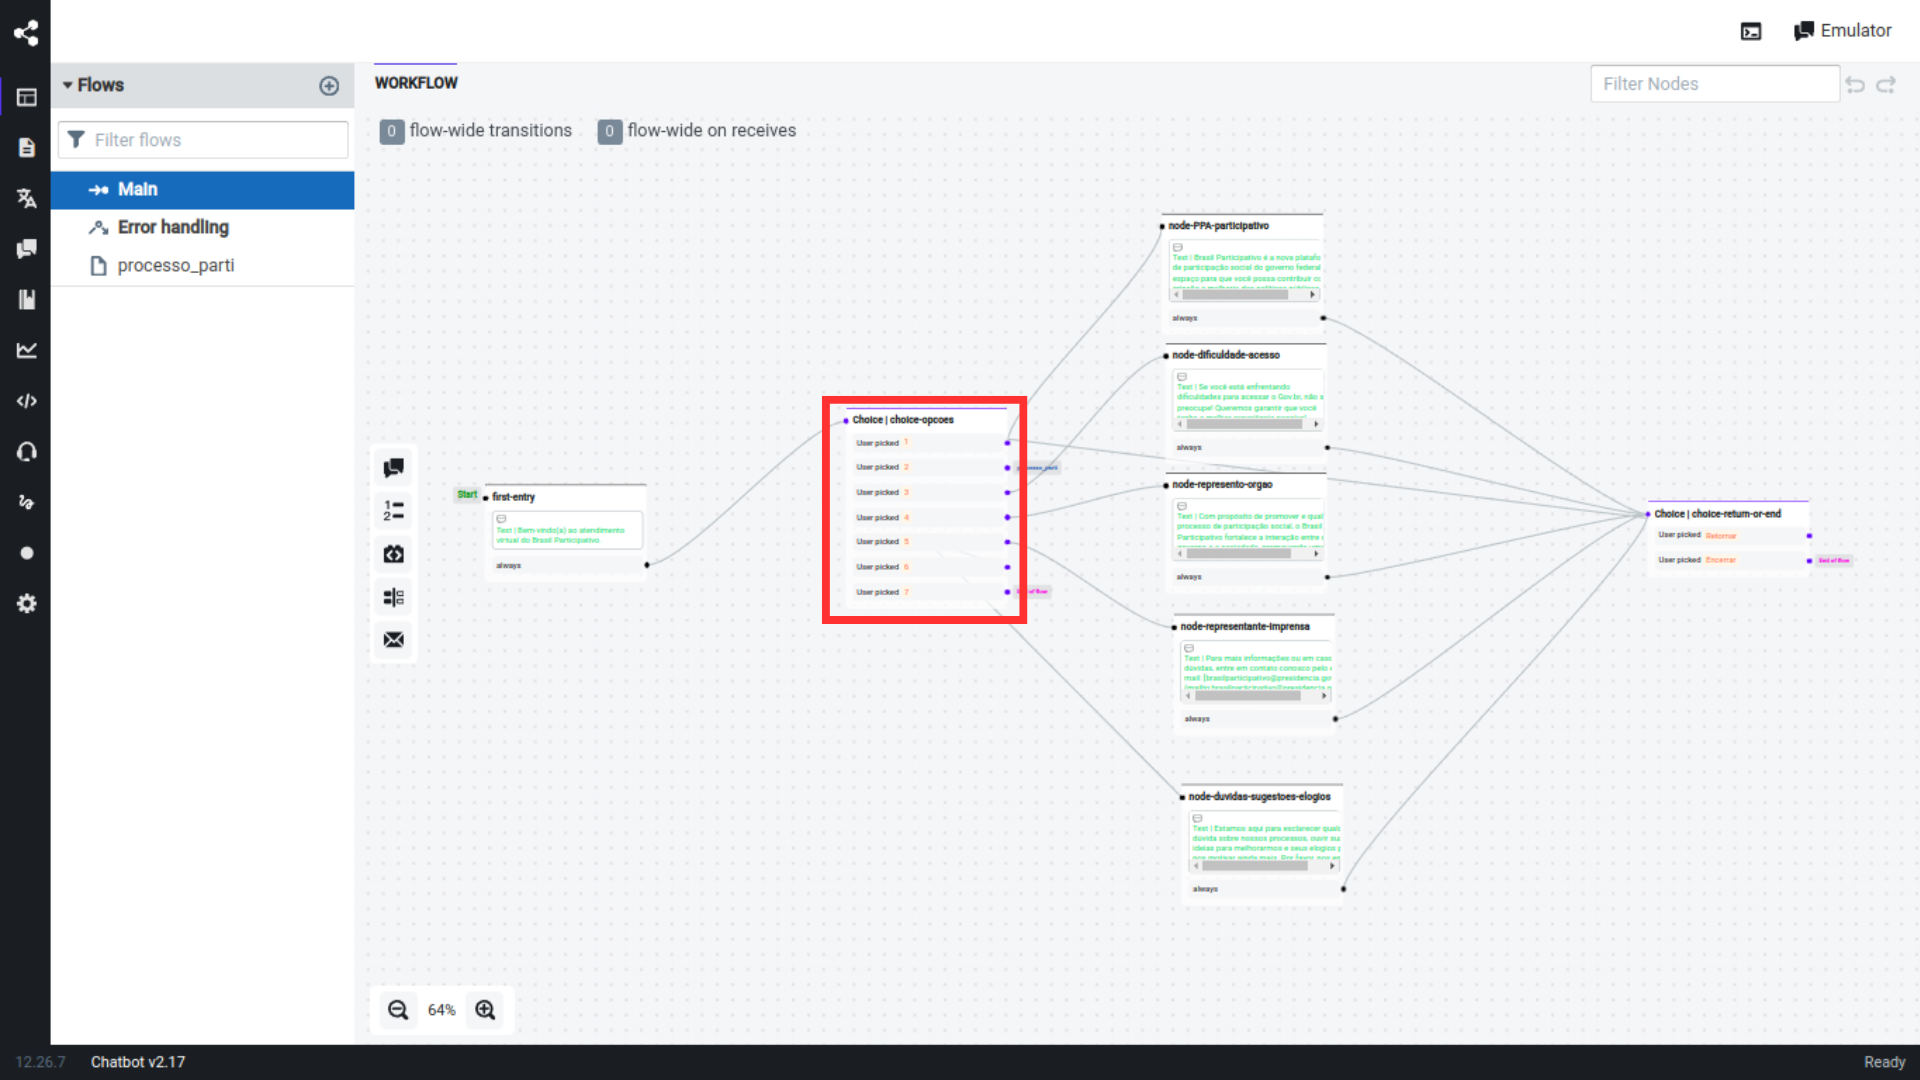 Emulator
Flows
WORKFLOW
Filter Nodes
Filter flows
0 flow-wide transitions
0 flow-wide on receives
Main
Error handling
processo_parti
Start
first-entry
Text | Bem-vindo(a) ao atendimento
virtual do Brasil Participativo.
always
Choice | choice-opcoes
User picked 1
User picked 2
User picked 3
User picked 4
User picked 5
User picked 6
User picked 7
node-PPA-participativo
Text | Brasil Participativo é a nova platafo
de participação social do governo federal
espaço para que você possa contribuir co
always
node-dificuldade-acesso
Text | Se você está enfrentando
dificuldades para acessar o Gov.br, não s
preocupe! Queremos garantir que você
always
node-represento-orgao
Text | Com propósito de promover a qual
processo de participação social, o Brasil
Participativo fortalece a interação entre o
always
node-representante-imprensa
Text | Para mais informações ou em caso
dúvidas, entre em contato conosco pelo e
mail: [brasilparticipativo@presidencia.gov
always
node-duvidas-sugestoes-elogios
Text | Estamos aqui para esclarecer qualq
dúvida sobre nossos processos, ouvir su
ideias para melhorarmos e seus elogios p
always
Choice | choice-return-or-end
User picked Retornar
User picked Encerrar
End of flow
64%
12.26.7
Chatbot v2.17
Ready